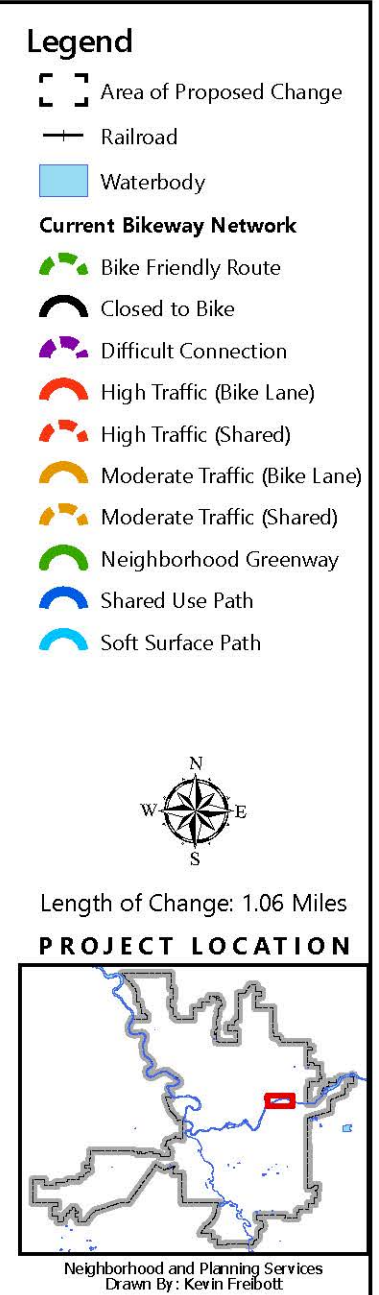 Legend
Area of Proposed Change
Railroad
Waterbody
Current Bikeway Network
Bike Friendly Route
Closed to Bike
Difficult Connection
High Traffic (Bike Lane)
High Traffic (Shared)
Moderate Traffic (Bike Lane)
Moderate Traffic (Shared)
Neighborhood Greenway
Shared Use Path
Soft Surface Path
N
W E
S
Length of Change: 1.06 Miles
PROJECT LOCATION
Neighborhood and Planning Services
Drawn By: Kevin Freibott